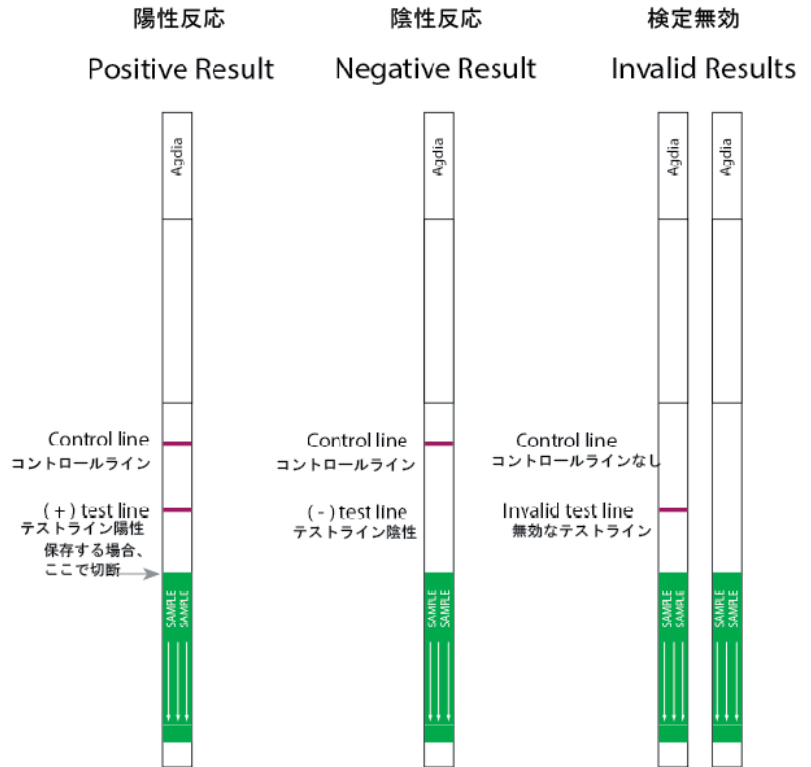 陽性反応
陰性反応
検定無効
Positive Result
Negative Result
Invalid Results
Agdia
Agdia
Agdia
Agdia
Control line
コントロールライン
Control line
コントロールライン
Control line
コントロールラインなし
(+) test line
テストライン陽性
(-) test line
テストライン陰性
Invalid test line
無効なテストライン
保存する場合、
ここで切断
SAMPLE
SAMPLE
SAMPLE
SAMPLE
SAMPLE
SAMPLE
SAMPLE
SAMPLE